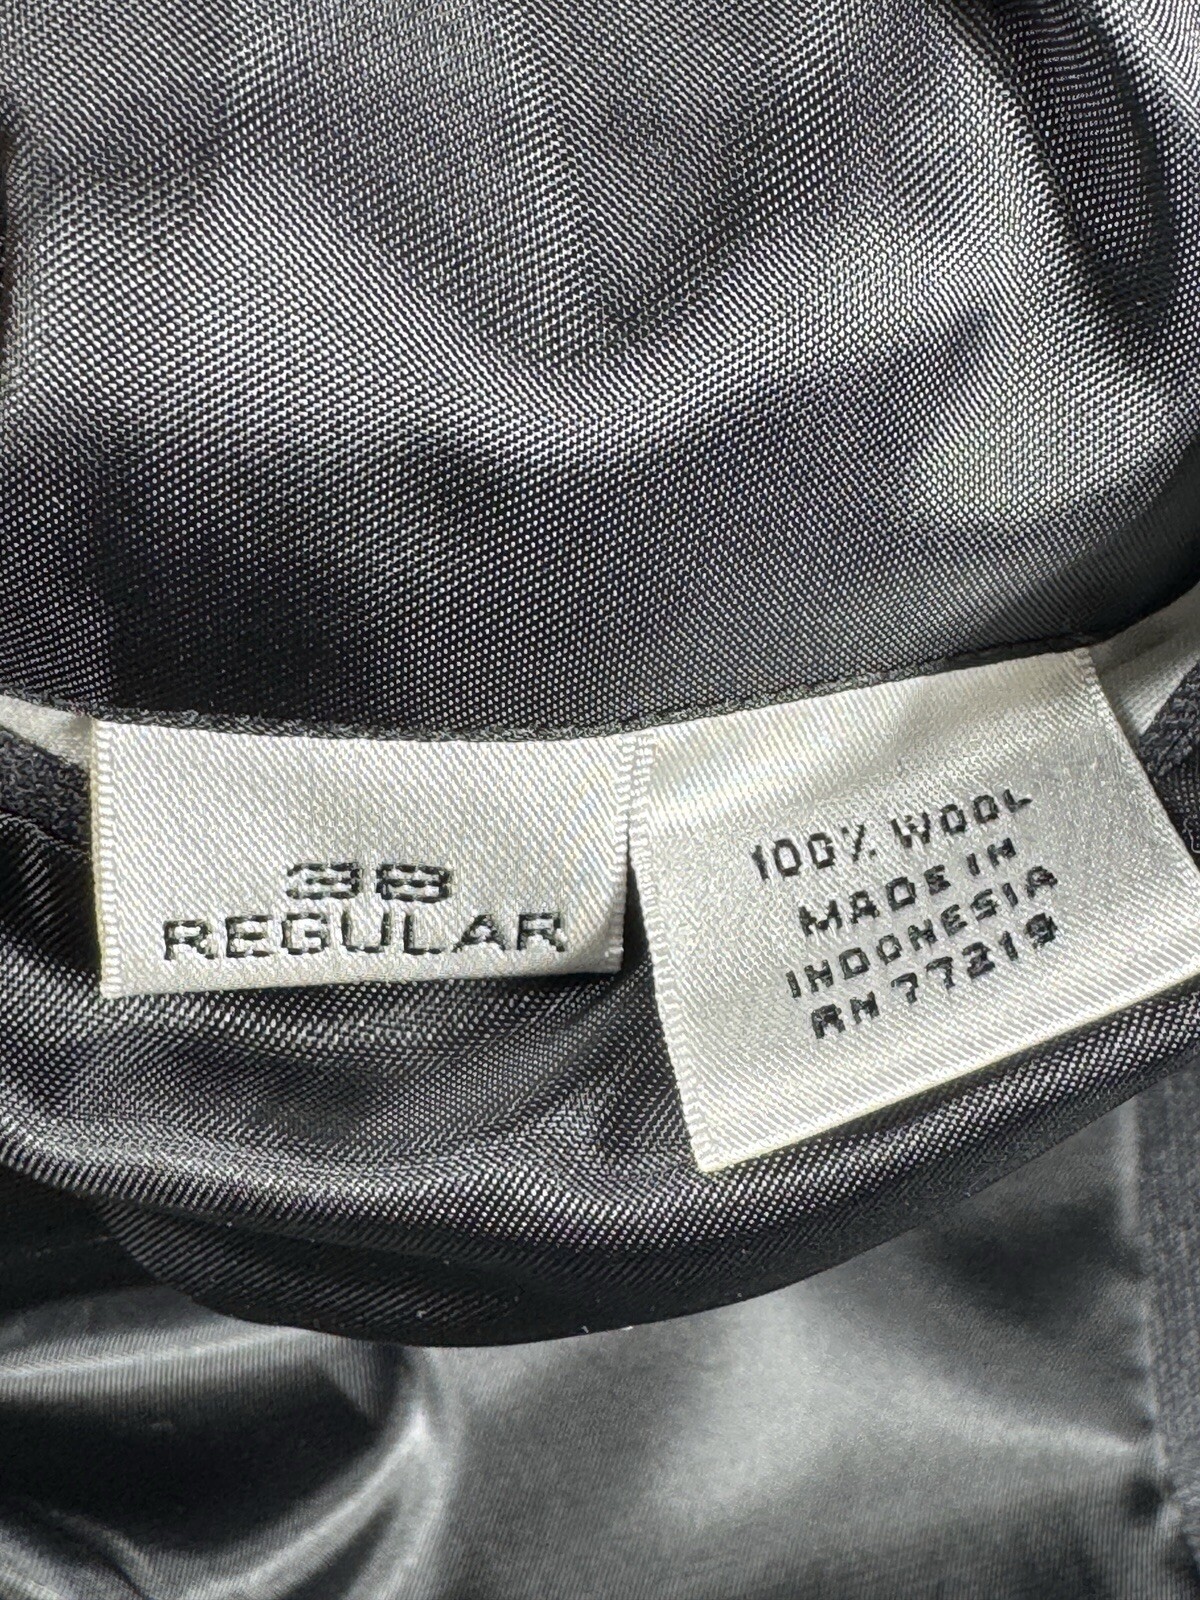 38
REGULAR
100% WOOL
MADE IN
INDONESIA
RN 77219